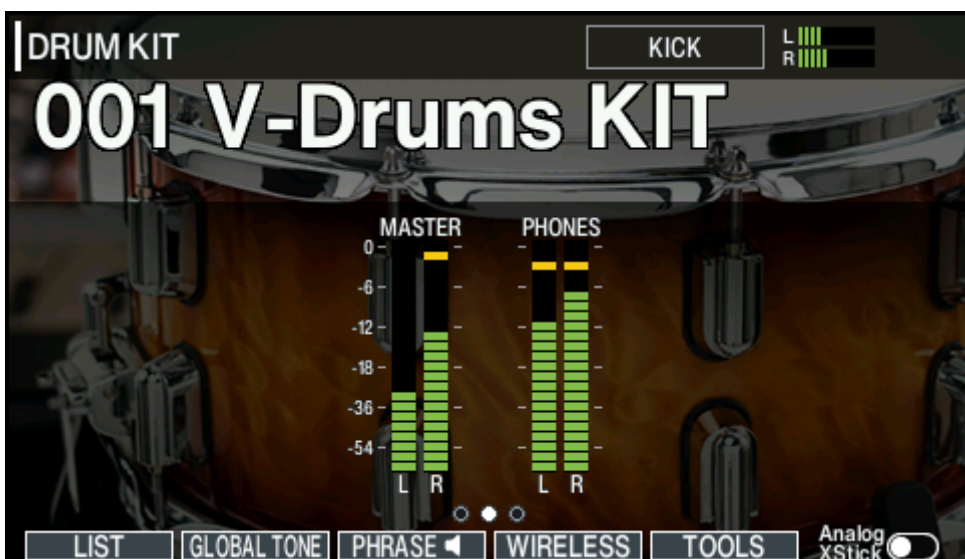 DRUM KIT
KICK
L
R
001 V-Drums KIT
MASTER PHONES
0
-6
-12
-18
-36
-54
L R L R
LIST GLOBAL TONE PHRASE WIRELESS TOOLS Analog
XStick